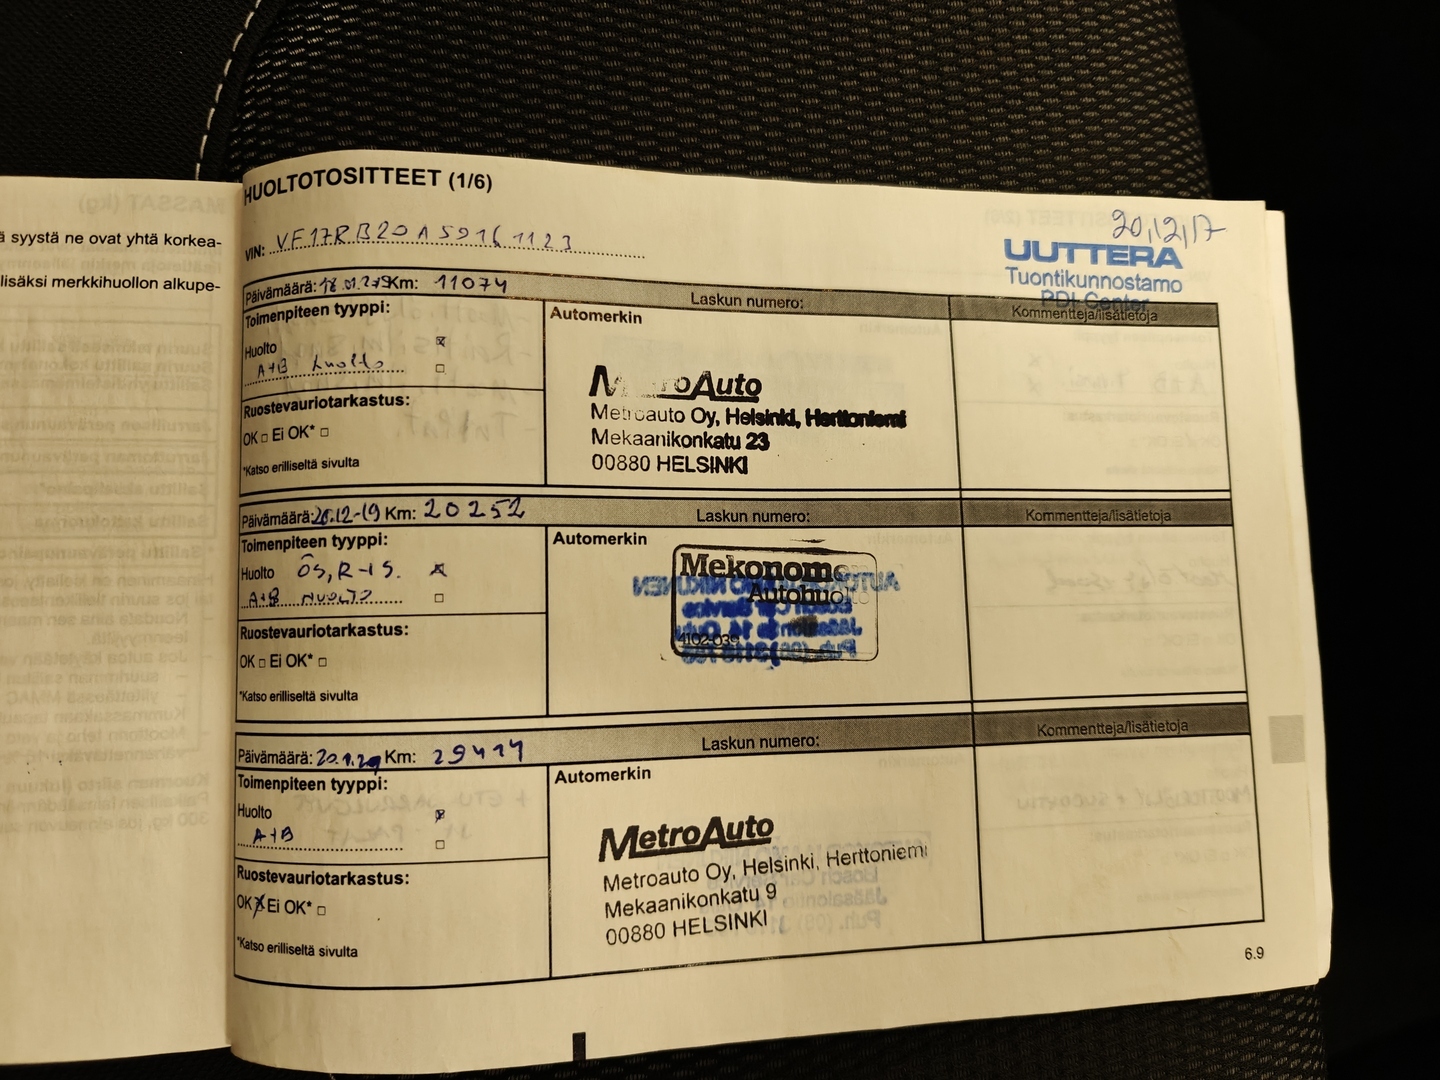 ä syystä ne ovat yhtä korkea-
lisäksi merkkihuollon alkupe-
HUOLTOTOSITTEET (1/6)
VIN: VF17RB20A59161123
20,12,17
UUTTERA
Tuontikunnostamo
PDI Center
Päivämäärä: Km: 11074 Laskun numero: Kommentteja/lisätietoja
Toimenpiteen tyyppi:
Huolto
A+B huolto
Ruostevauriotarkastus:
OK □ Ei OK* □
*Katso erilliseltä sivulta
Automerkin
MetroAuto
Metroauto Oy, Helsinki, Herttoniemi
Mekaanikonkatu 23
00880 HELSINKI
Päivämäärä: Km: 20252 Laskun numero: Kommentteja/lisätietoja
Toimenpiteen tyyppi:
Huolto ÖS, R+S.
A+B HUOLTO
Ruostevauriotarkastus:
OK □ Ei OK* □
*Katso erilliseltä sivulta
Automerkin
Mekonomen
Autohuolto
4102-039
Päivämäärä: Km: 29414 Laskun numero: Kommentteja/lisätietoja
Toimenpiteen tyyppi:
Huolto
A+B
Ruostevauriotarkastus:
OK Ei OK* □
*Katso erilliseltä sivulta
Automerkin
MetroAuto
Metroauto Oy, Helsinki, Herttoniemi
Mekaanikonkatu 9
00880 HELSINKI
6.9